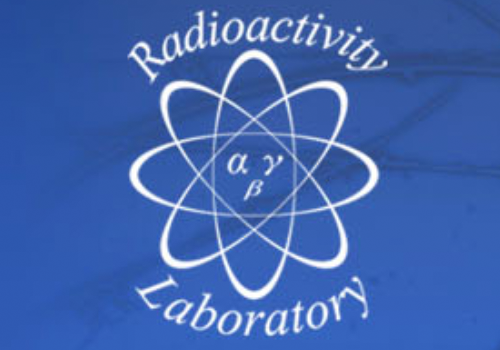 Radioactivity
α γ
β
Laboratory